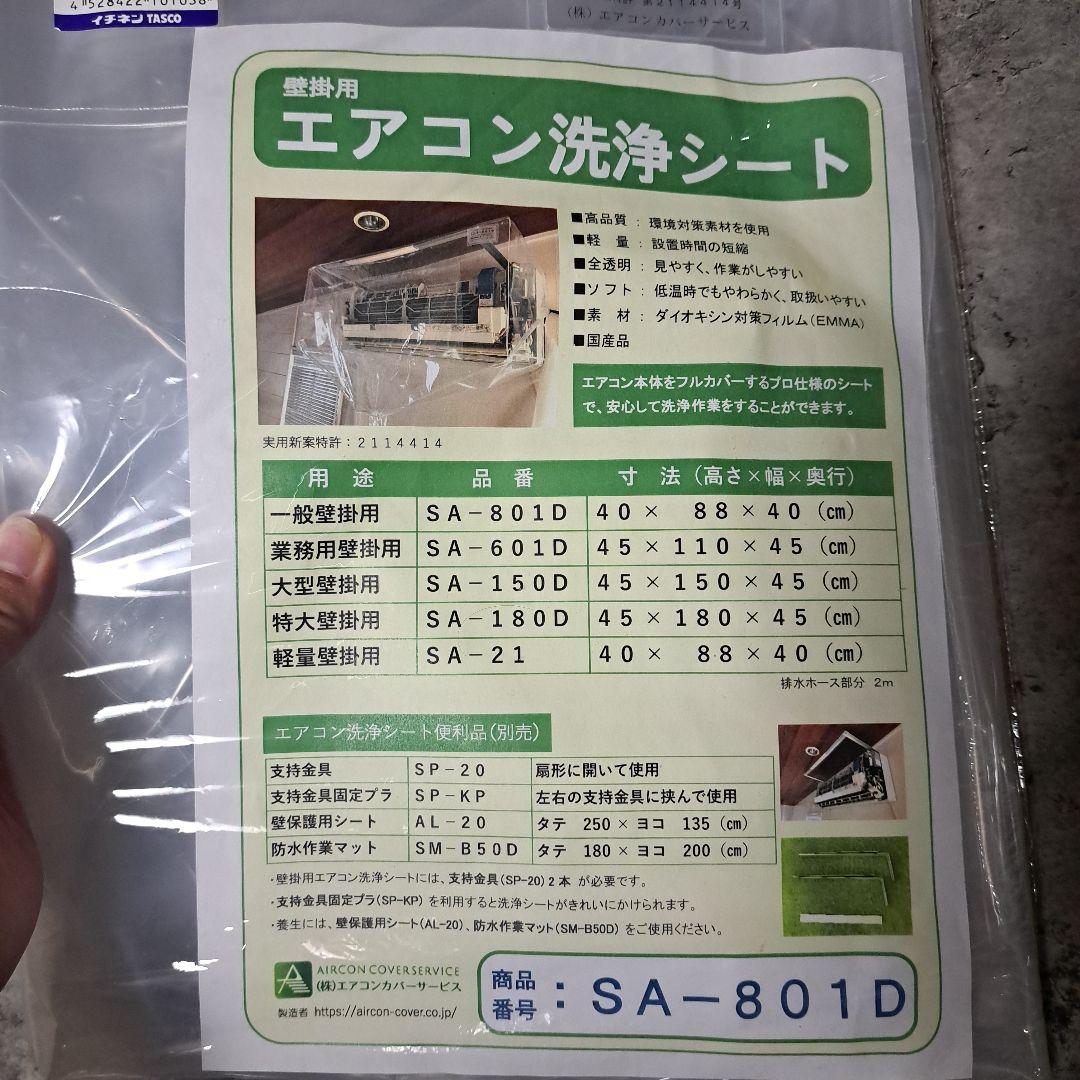 4 528422 101038
イチネン TASCO
第2114414号
(株)エアコンカバーサービス
壁掛用
エアコン洗浄シート
■高品質:環境対策素材を使用
■軽 量:設置時間の短縮
■全透明:見やすく、作業がしやすい
■ソフト:低温時でもやわらかく、取扱いやすい
■素 材:ダイオキシン対策フィルム(EMMA)
■国産品
エアコン本体をフルカバーするプロ仕様のシート
で、安心して洗浄作業をすることができます。
実用新案特許:2114414
用 途 品 番 寸 法(高さ×幅×奥行)
一般壁掛用 SA-801D 40× 88×40(cm)
業務用壁掛用 SA-601D 45×110×45(cm)
大型壁掛用 SA-150D 45×150×45(cm)
特大壁掛用 SA-180D 45×180×45(cm)
軽量壁掛用 SA-21 40× 88×40(cm)
排水ホース部分 2m
エアコン洗浄シート便利品(別売)
支持金具 SP-20 扇形に開いて使用
支持金具固定プラ SP-KP 左右の支持金具に挟んで使用
壁保護用シート AL-20 タテ 250×ヨコ 135(cm)
防水作業マット SM-B50D タテ 180×ヨコ 200(cm)
・壁掛用エアコン洗浄シートには、支持金具(SP-20)2本 が必要です。
・支持金具固定プラ(SP-KP)を利用すると洗浄シートがきれいにかけられます。
・養生には、壁保護用シート(AL-20)、防水作業マット(SM-B50D)をご使用ください。
AIRCON COVERSERVICE
(株)エアコンカバーサービス
製造者 https://aircon-cover.co.jp/
商品
番号:SA-801D